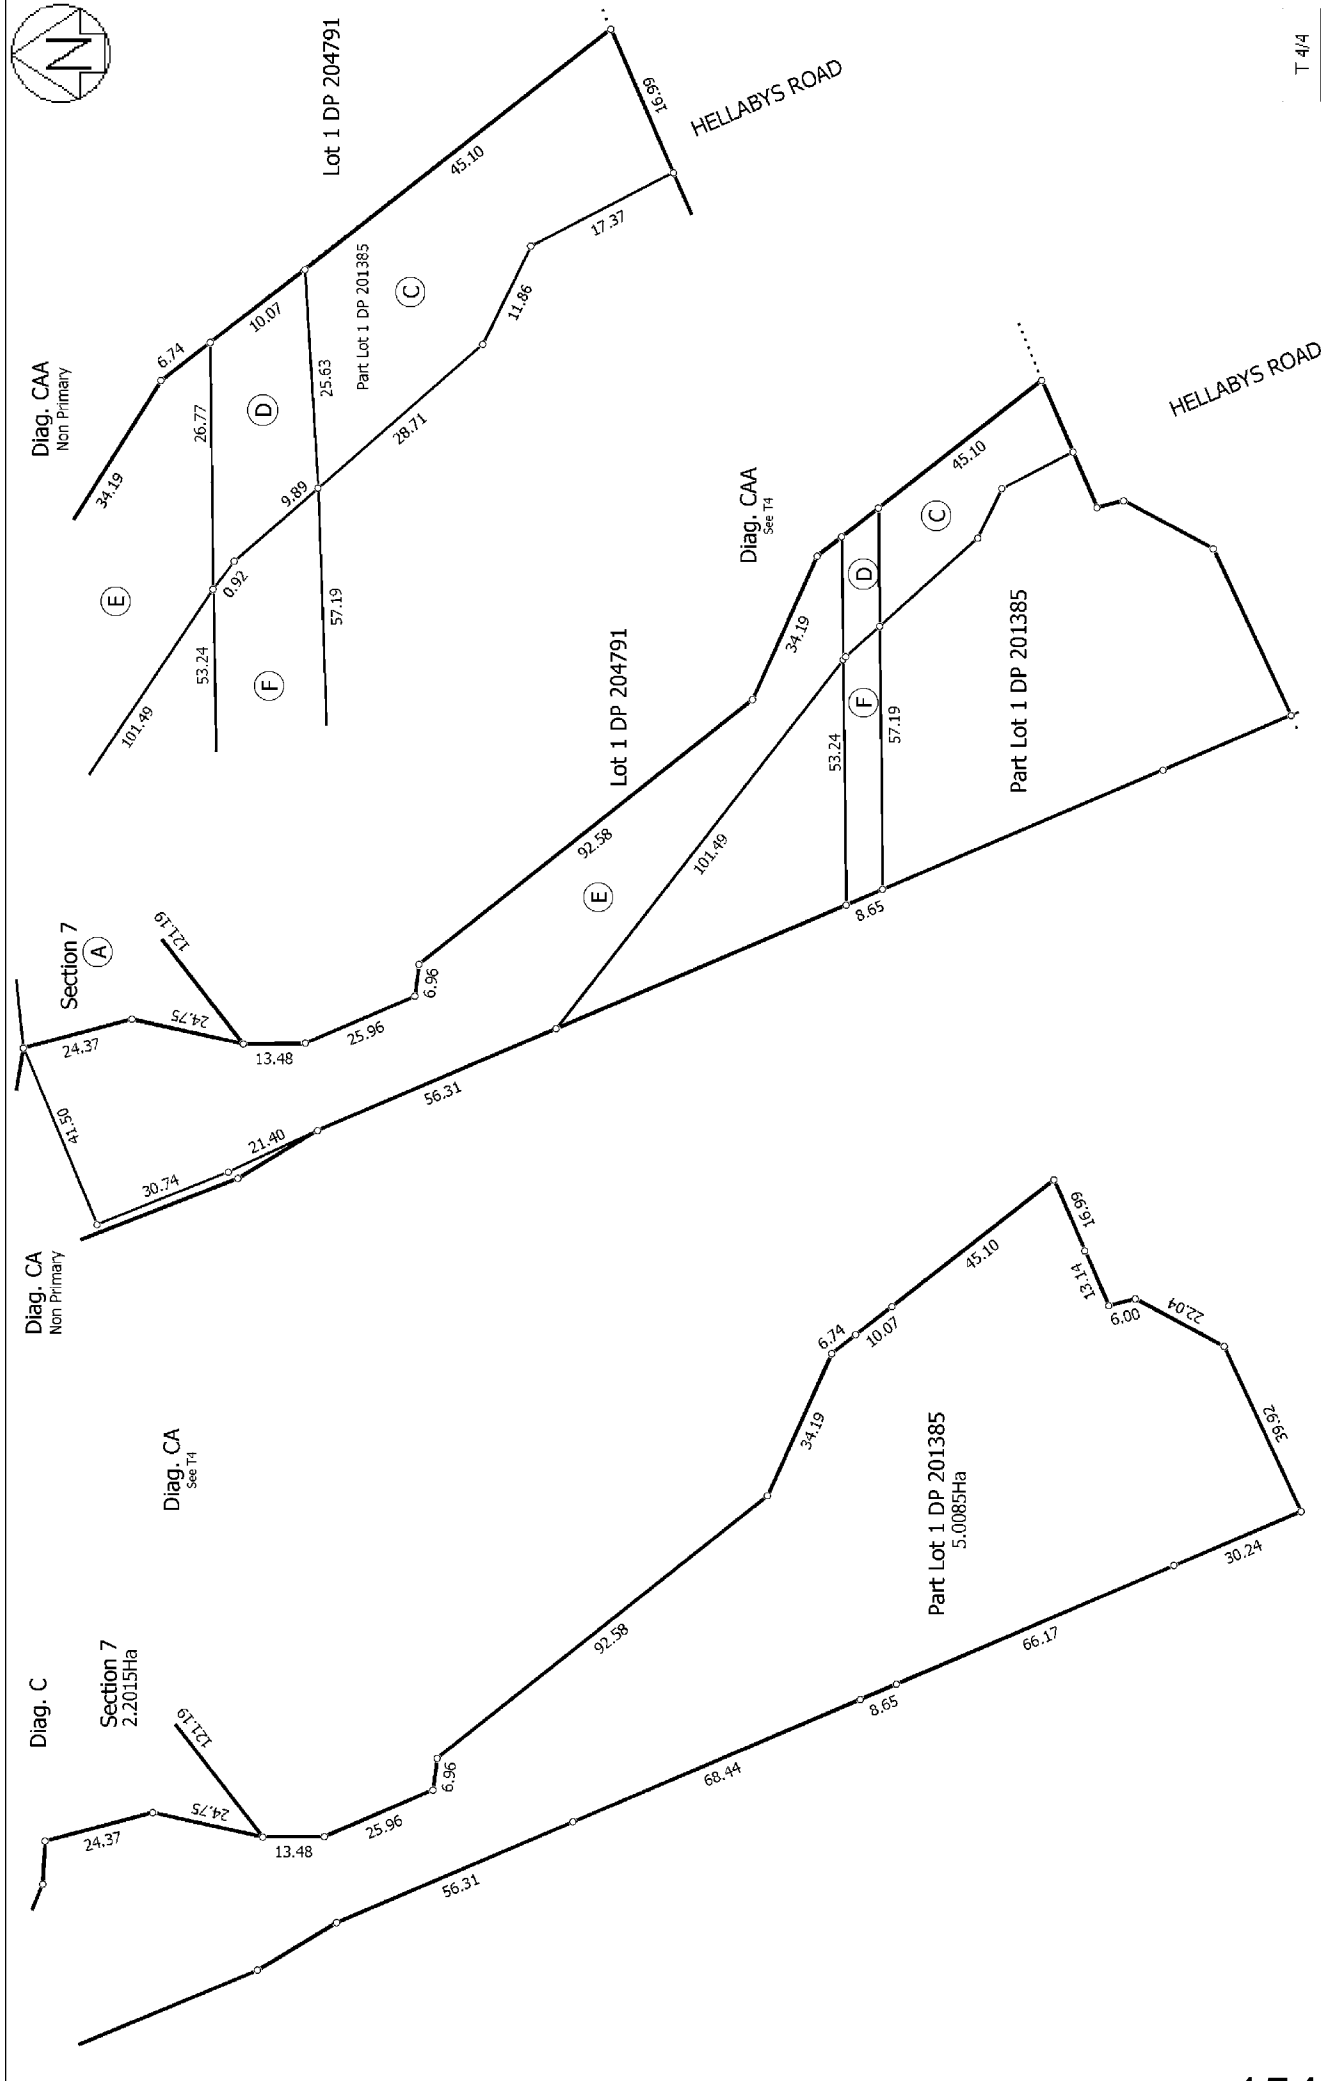 N
Diag. C
Section 7
2.2015Ha
121.19
24.37
24.75
13.48
25.96
6.96
92.58
56.31
68.44
8.65
66.17
30.24
39.92
22.04
6.00
13.14
16.99
45.10
10.07
6.74
34.19
Part Lot 1 DP 201385
5.0085Ha
Diag. CA
See T4
Diag. CA
Non Primary
Section 7
A
121.19
24.37
24.75
13.48
25.96
6.96
41.50
30.74
21.40
56.31
92.58
E
101.49
Lot 1 DP 204791
34.19
53.24
F
57.19
8.65
D
C
45.10
Part Lot 1 DP 201385
Diag. CAA
See T4
HELLABYS ROAD
Diag. CAA
Non Primary
34.19
6.74
10.07
Lot 1 DP 204791
45.10
16.99
HELLABYS ROAD
E
26.77
D
25.63
Part Lot 1 DP 201385
C
9.89
0.92
28.71
11.86
17.37
101.49
53.24
F
57.19
T 4/4